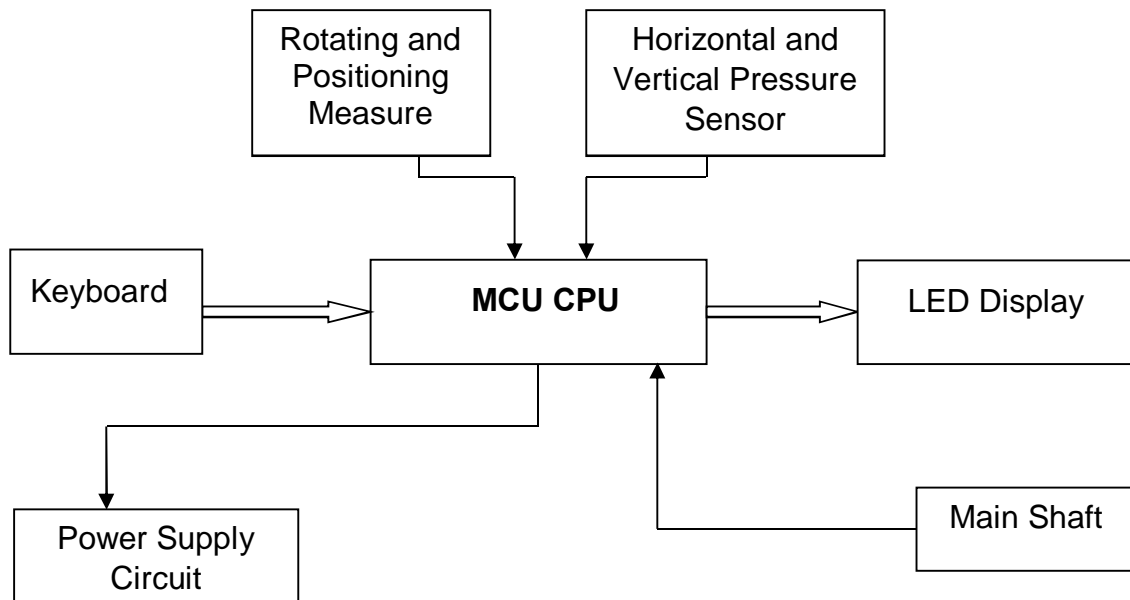 Rotating and
Positioning
Measure
Horizontal and
Vertical Pressure
Sensor
Keyboard
MCU CPU
LED Display
Power Supply
Circuit
Main Shaft